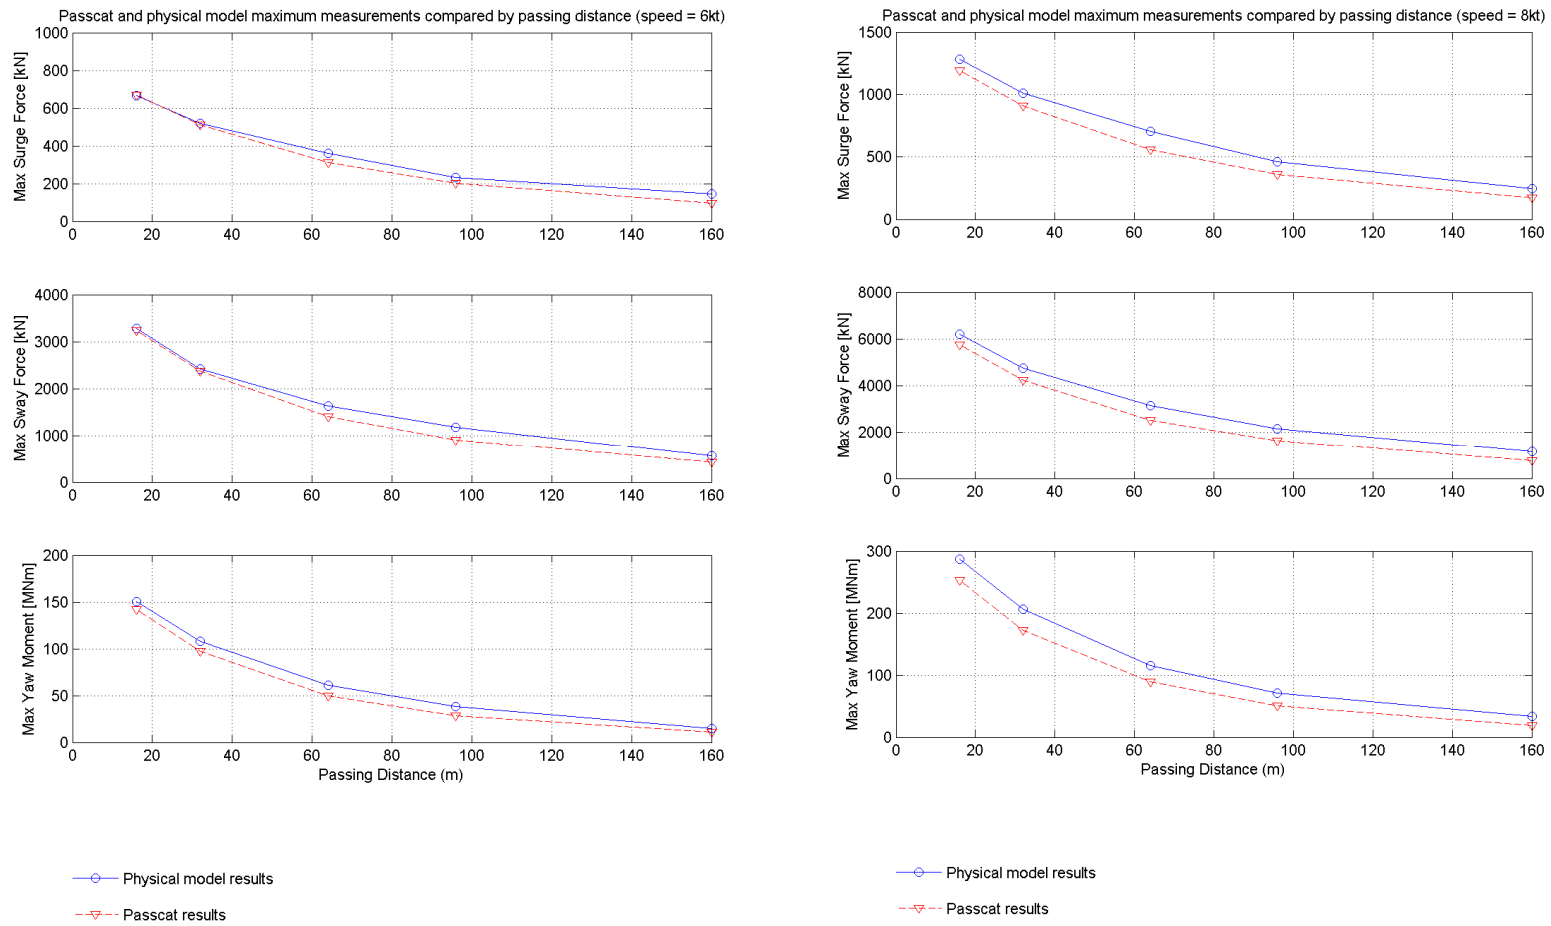 Passcat and physical model maximum measurements compared by passing distance (speed = 6kt)
Max Surge Force [kN]
1000
800
600
400
200
0
0 20 40 60 80 100 120 140 160
Max Sway Force [kN]
4000
3000
2000
1000
0
0 20 40 60 80 100 120 140 160
Max Yaw Moment [MNm]
200
150
100
50
0
0 20 40 60 80 100 120 140 160
Passing Distance (m)
Physical model results
Passcat results
Passcat and physical model maximum measurements compared by passing distance (speed = 8kt)
Max Surge Force [kN]
1500
1000
500
0
0 20 40 60 80 100 120 140 160
Max Sway Force [kN]
8000
6000
4000
2000
0
0 20 40 60 80 100 120 140 160
Max Yaw Moment [MNm]
300
200
100
0
0 20 40 60 80 100 120 140 160
Passing Distance (m)
Physical model results
Passcat results